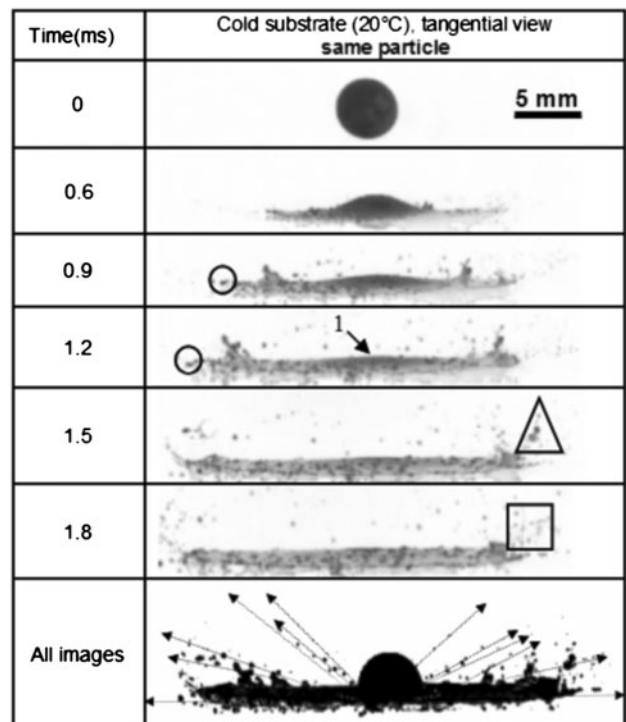 Time(ms)
Cold substrate (20°C), tangential view
same particle
0
5 mm
0.6
0.9
1.2
1
1.5
1.8
All images